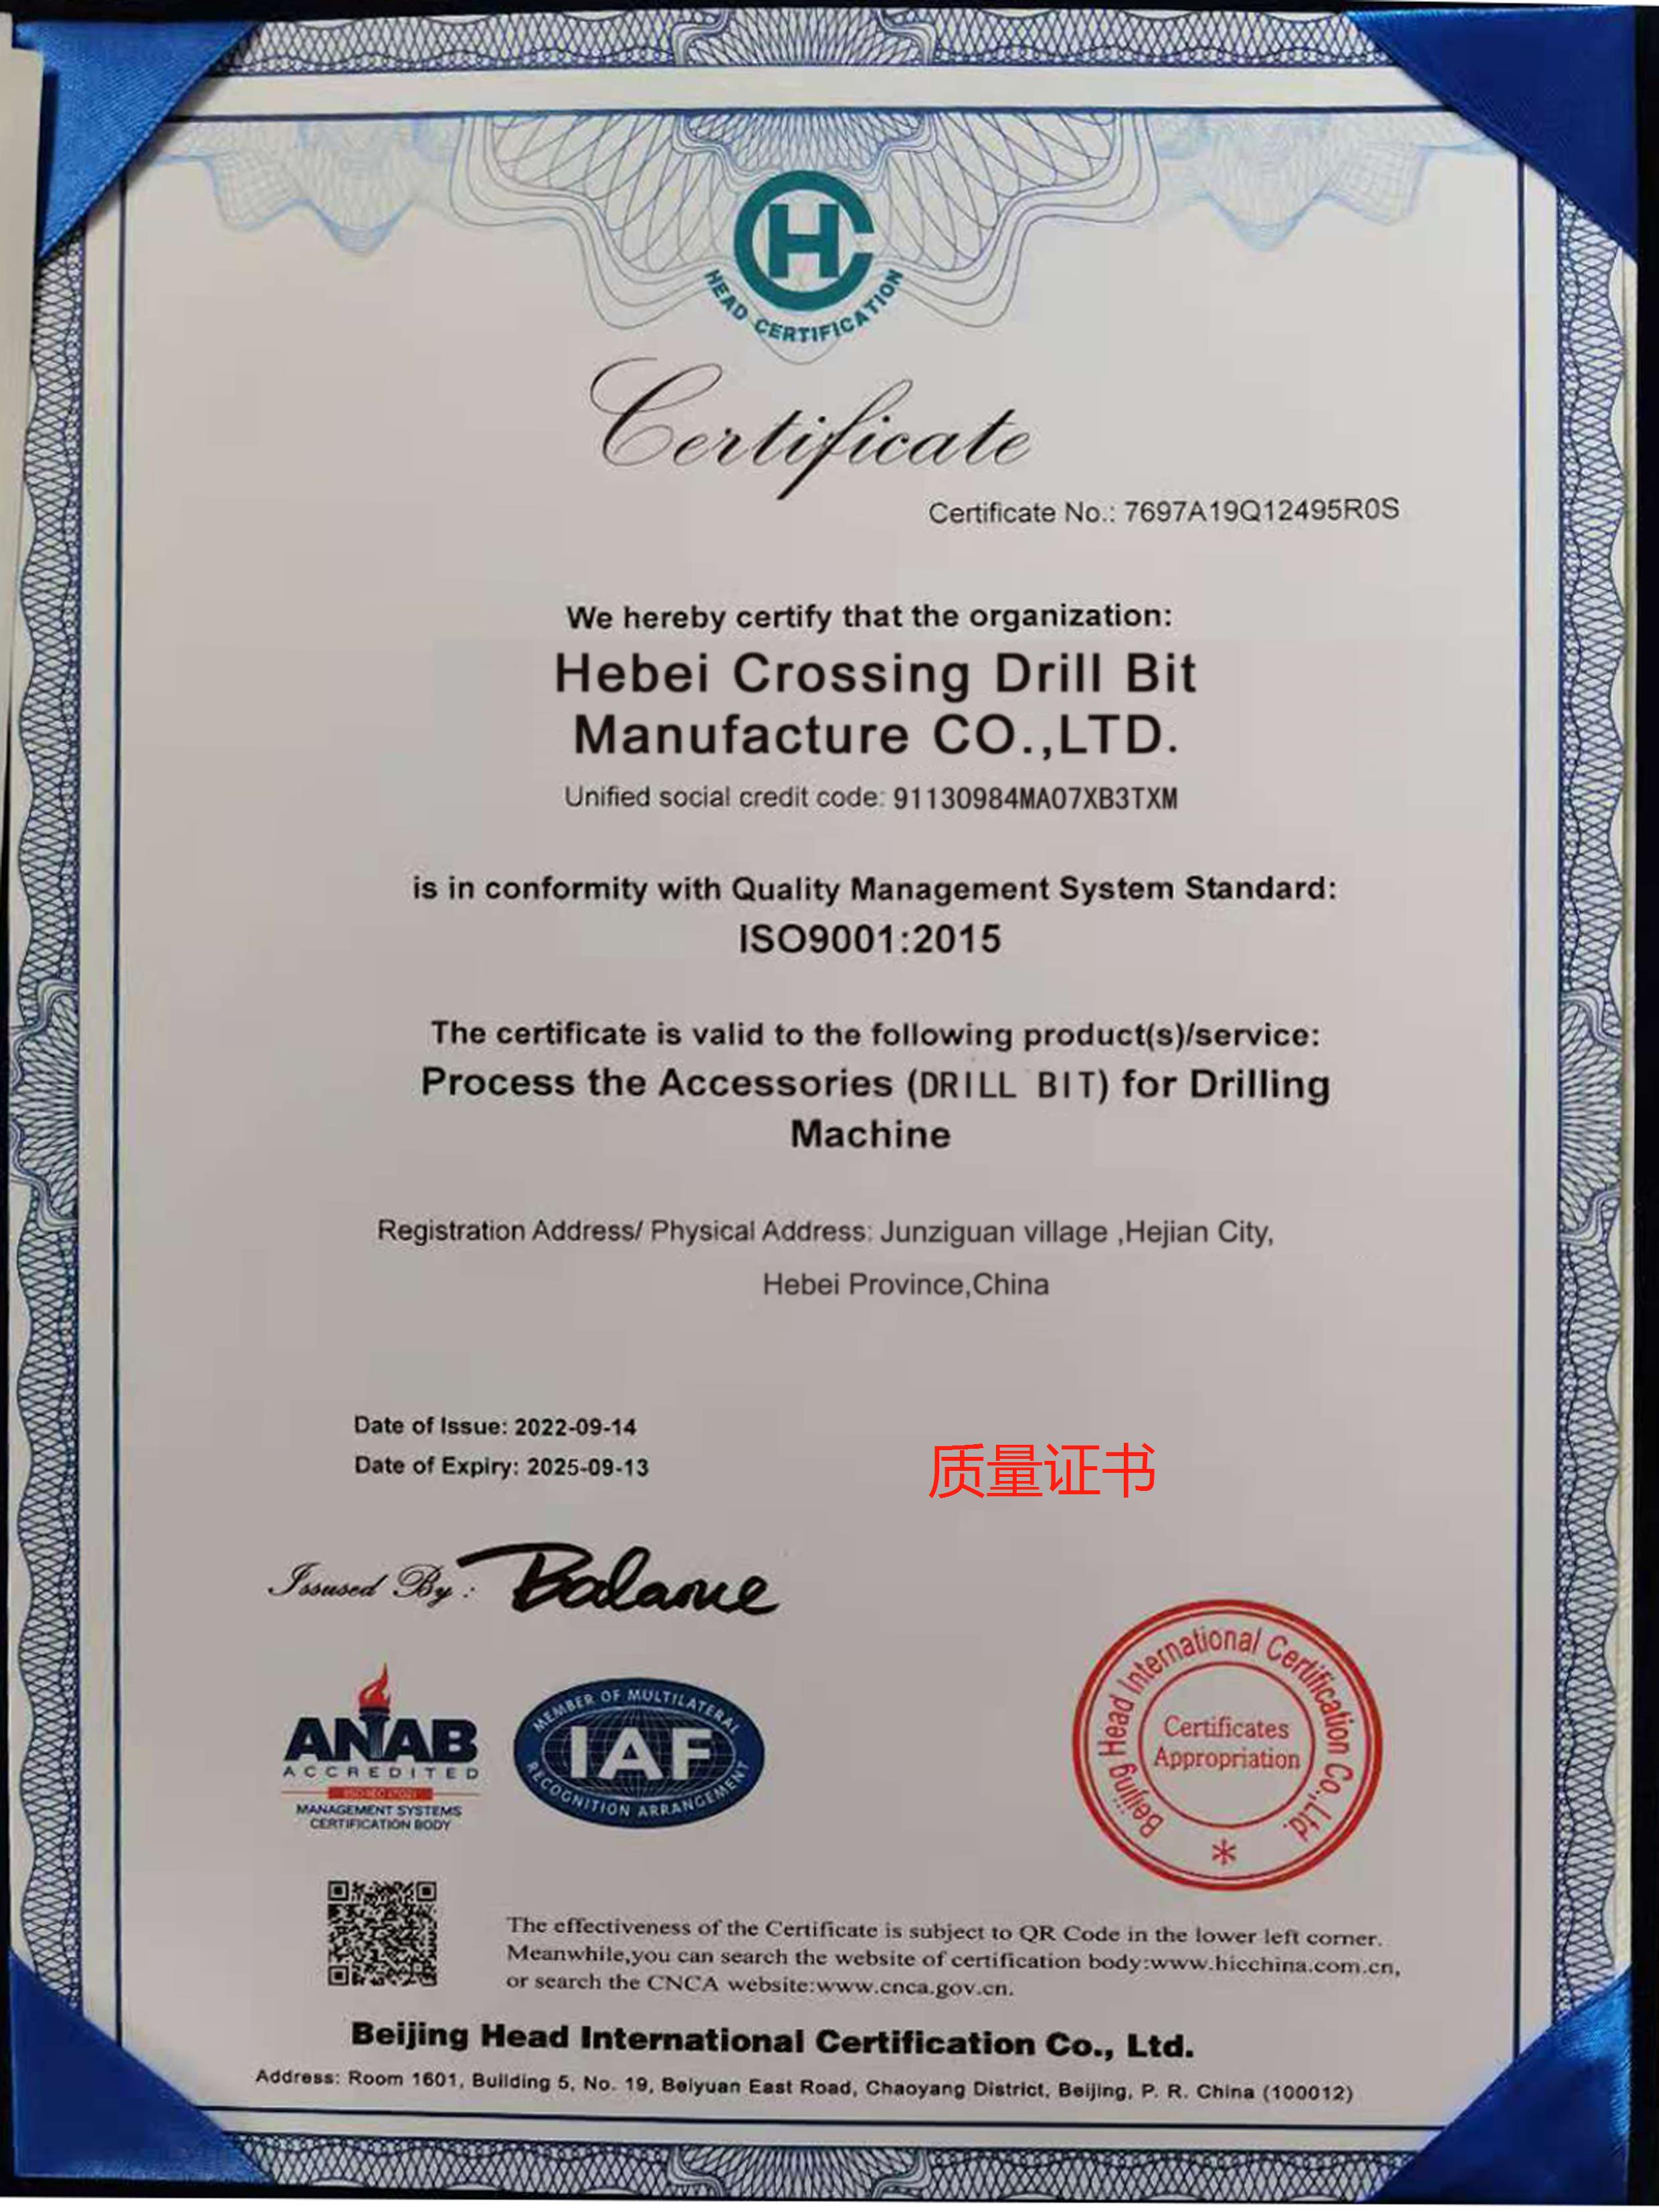 HC
HEAD CERTIFICATION
Certificate
Certificate No.: 7697A19Q12495R0S
We hereby certify that the organization:
Hebei Crossing Drill Bit
Manufacture CO.,LTD.
Unified social credit code: 91130984MA07XB3TXM
is in conformity with Quality Management System Standard:
ISO9001:2015
The certificate is valid to the following product(s)/service:
Process the Accessories (DRILL BIT) for Drilling
Machine
Registration Address/ Physical Address: Junziguan village ,Hejian City,
Hebei Province,China
Date of Issue: 2022-09-14
Date of Expiry: 2025-09-13
质量证书
Issused By:
ANAB
ACCREDITED
MANAGEMENT SYSTEMS
CERTIFICATION BODY
MEMBER OF MULTILATERAL
IAF
RECOGNITION ARRANGEMENT
Beijing Head International Certification Co.,Ltd.
Certificates
Appropriation
The effectiveness of the Certificate is subject to QR Code in the lower left corner.
Meanwhile,you can search the website of certification body:www.hicchina.com.cn,
or search the CNCA website:www.cnca.gov.cn.
Beijing Head International Certification Co., Ltd.
Address: Room 1601, Building 5, No. 19, Beiyuan East Road, Chaoyang District, Beijing, P. R. China (100012)